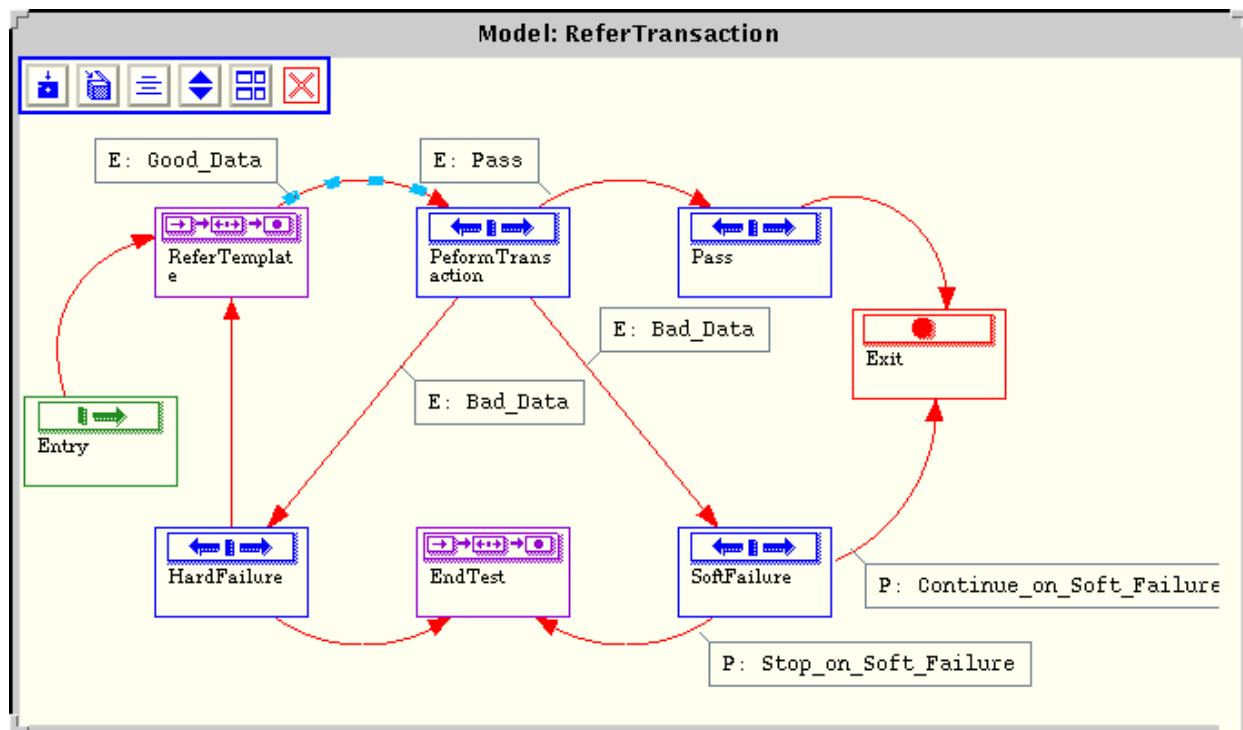 Model: ReferTransaction
E: Good_Data
E: Pass
ReferTemplat
e
PeformTrans
action
Pass
E: Bad_Data
Exit
E: Bad_Data
Entry
HardFailure
EndTest
SoftFailure
P: Continue_on_Soft_Failure
P: Stop_on_Soft_Failure